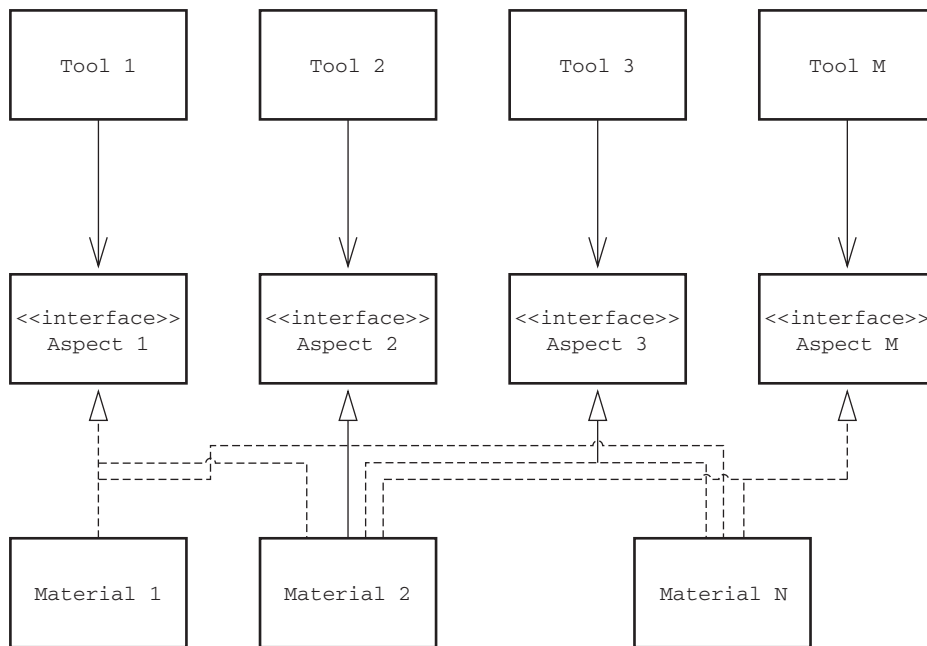 Tool 1
Tool 2
Tool 3
Tool M
<<interface>>
Aspect 1
<<interface>>
Aspect 2
<<interface>>
Aspect 3
<<interface>>
Aspect M
Material 1
Material 2
Material N